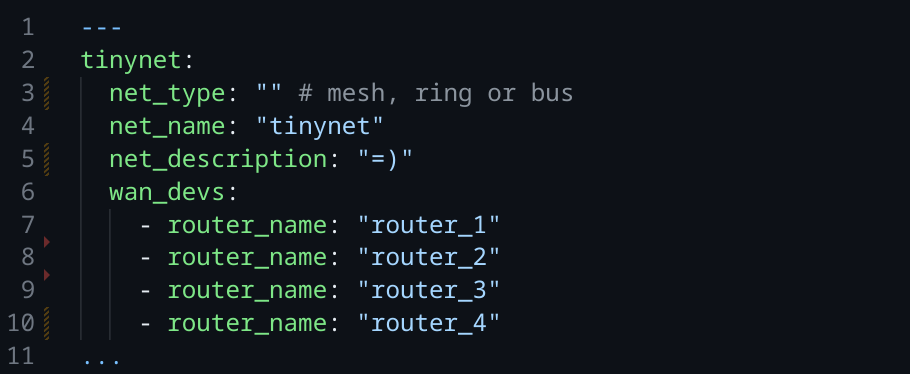 1 ---
2 tinynet:
3 net_type: "" # mesh, ring or bus
4 net_name: "tinynet"
5 net_description: "=)"
6 wan_devs:
7 - router_name: "router_1"
8 - router_name: "router_2"
9 - router_name: "router_3"
10 - router_name: "router_4"
11 ...